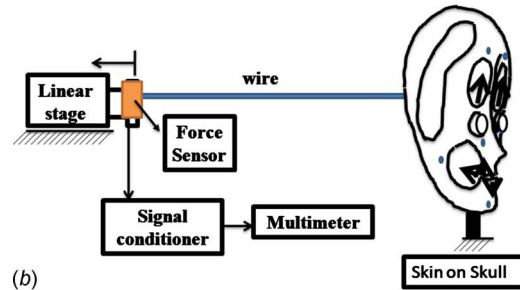 wire
Linear
stage
Force
Sensor
Signal
conditioner
Multimeter
(b)
Skin on Skull